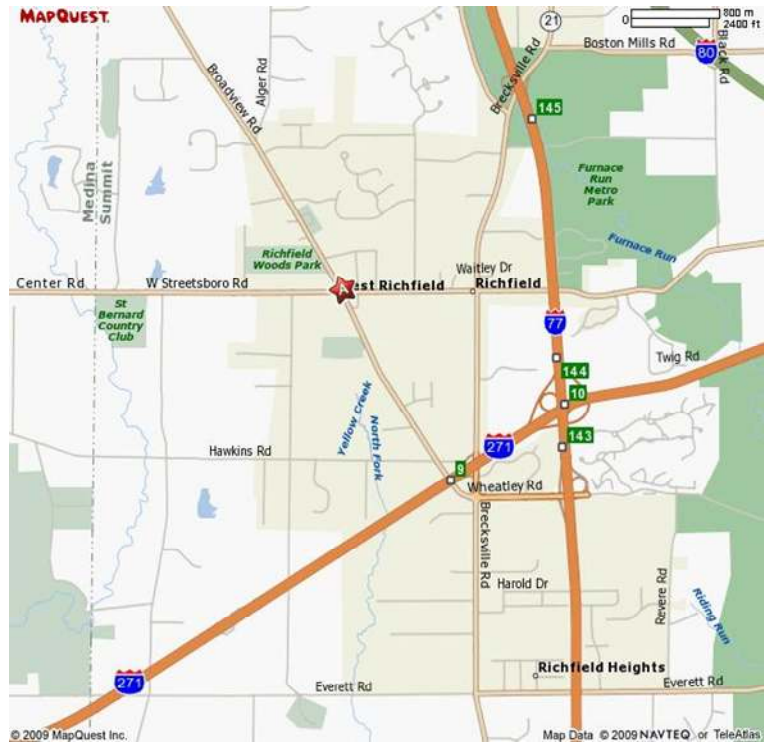 MAPQUEST.
21
0
800 m
2400 ft
Boston Mills Rd
80
Black Rd
Broadview Rd
Alger Rd
Brecksville Rd
145
Medina
Summit
Furnace
Run
Metro
Park
Furnace Run
Richfield
Woods Park
Waitley Dr
Center Rd
W Streetsboro Rd
A
est Richfield
Richfield
St
Bernard
Country
Club
77
Twig Rd
144
10
Yellow Creek
North Fork
271
143
Hawkins Rd
9
Wheatley Rd
Brecksville Rd
Harold Dr
Revere Rd
Riding Run
Richfield Heights
271
Everett Rd
Everett Rd
© 2009 MapQuest Inc.
Map Data © 2009 NAVTEQ or TeleAtlas